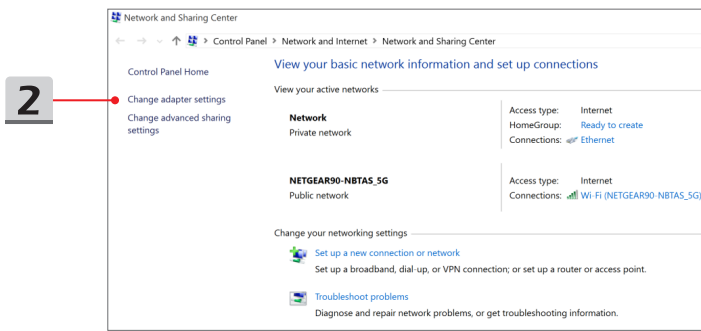 Network and Sharing Center
Control Panel > Network and Internet > Network and Sharing Center
2
Control Panel Home
Change adapter settings
Change advanced sharing
settings
View your basic network information and set up connections
View your active networks
Network
Private network
Access type: Internet
HomeGroup: Ready to create
Connections: Ethernet
NETGEAR90-NBTAS_5G
Public network
Access type: Internet
Connections: Wi-Fi (NETGEAR90-NBTAS_5G)
Change your networking settings
Set up a new connection or network
Set up a broadband, dial-up, or VPN connection; or set up a router or access point.
Troubleshoot problems
Diagnose and repair network problems, or get troubleshooting information.